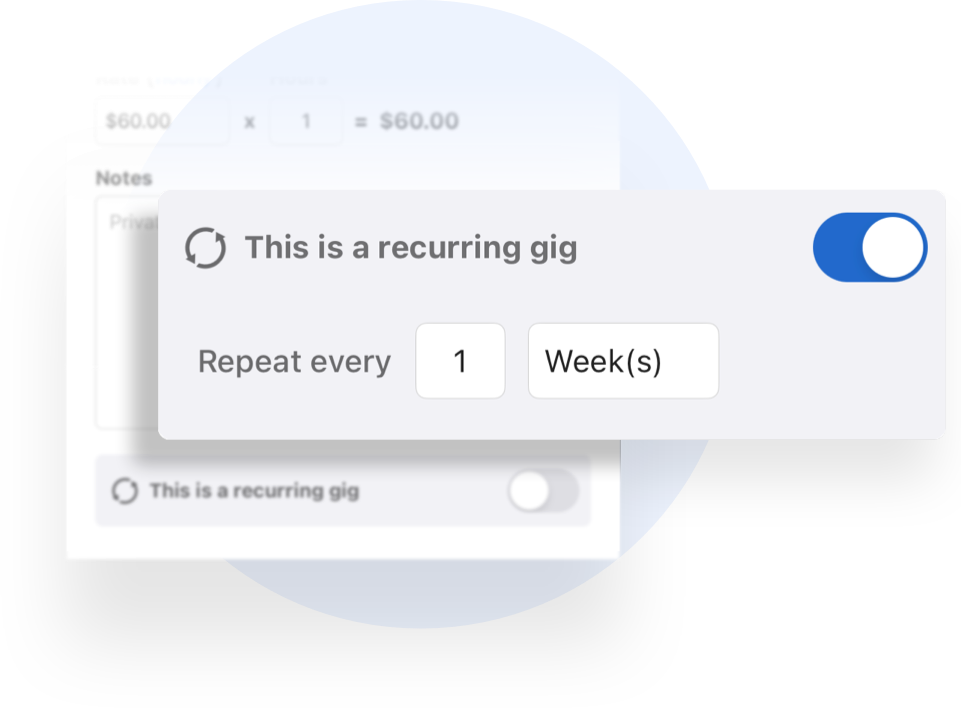 $60.00 x 1 = $60.00
Notes
This is a recurring gig
Repeat every 1 Week(s)
This is a recurring gig